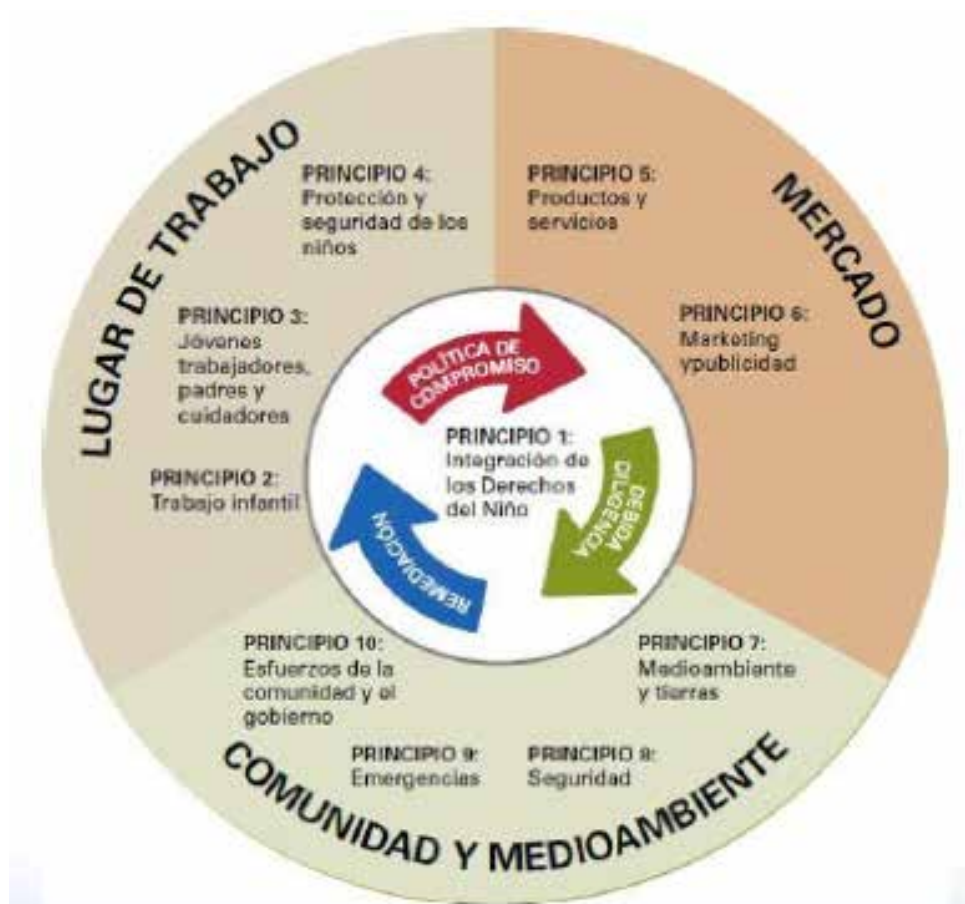 LUGAR DE TRABAJO
PRINCIPIO 4:
Protección y
seguridad de los
niños
PRINCIPIO 3:
Jóvenes
trabajadores,
padres y
cuidadores
PRINCIPIO 2:
Trabajo infantil
MERCADO
PRINCIPIO 5:
Productos y
servicios
PRINCIPIO 6:
Marketing
ypublicidad
POLÍTICA DE
COMPROMISO
PRINCIPIO 1:
Integración de
los Derechos
del Niño
DEBIDA
DILIGENCIA
REMEDIACIÓN
PRINCIPIO 10:
Esfuerzos de la
comunidad y el
gobierno
PRINCIPIO 7:
Medioambiente
y tierras
PRINCIPIO 9:
Emergencias
PRINCIPIO 8:
Seguridad
COMUNIDAD Y MEDIOAMBIENTE